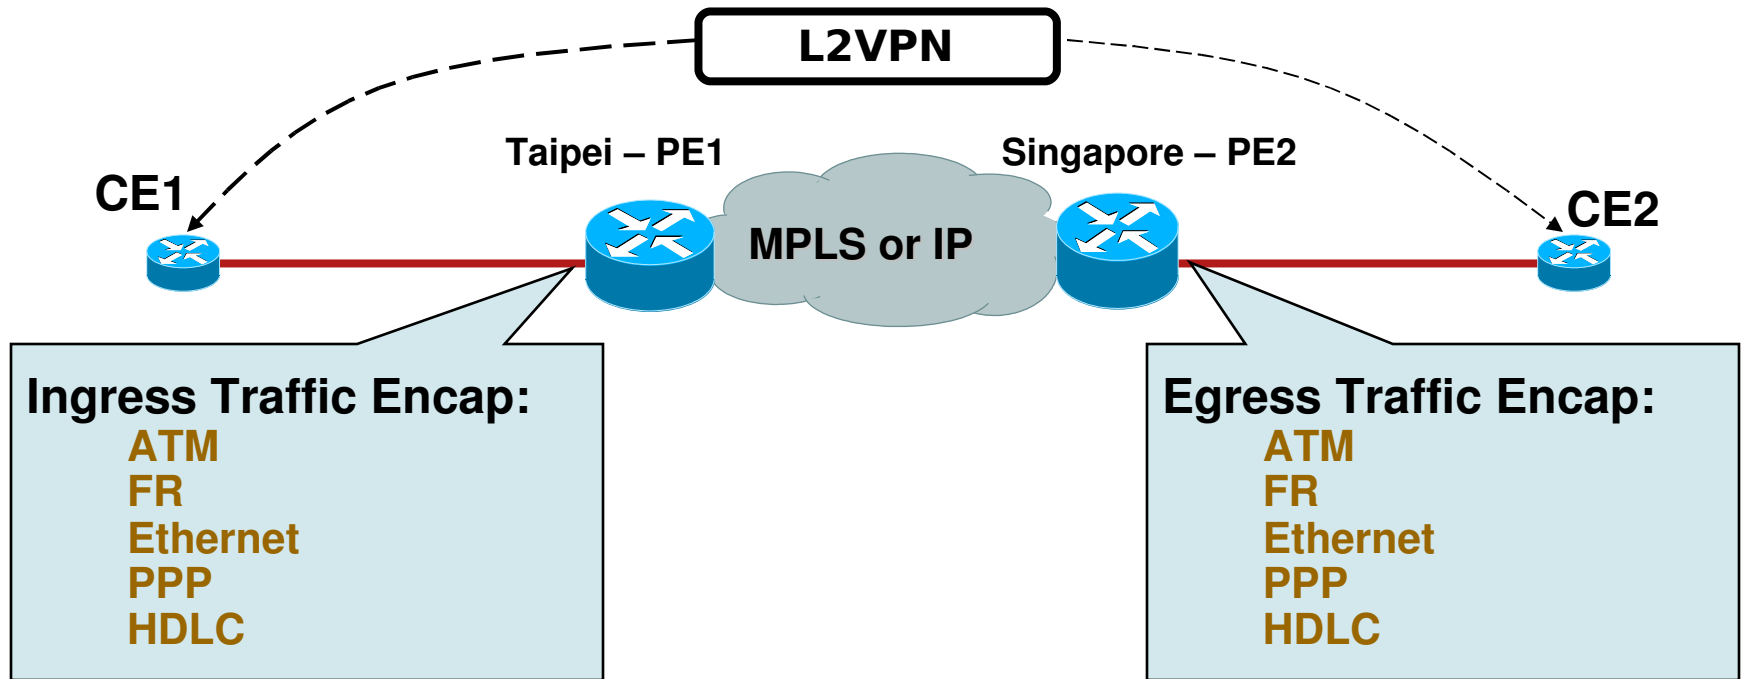 L2VPN
Taipei – PE1
Singapore – PE2
CE1
CE2
MPLS or IP
Ingress Traffic Encap:
ATM
FR
Ethernet
PPP
HDLC
Egress Traffic Encap:
ATM
FR
Ethernet
PPP
HDLC